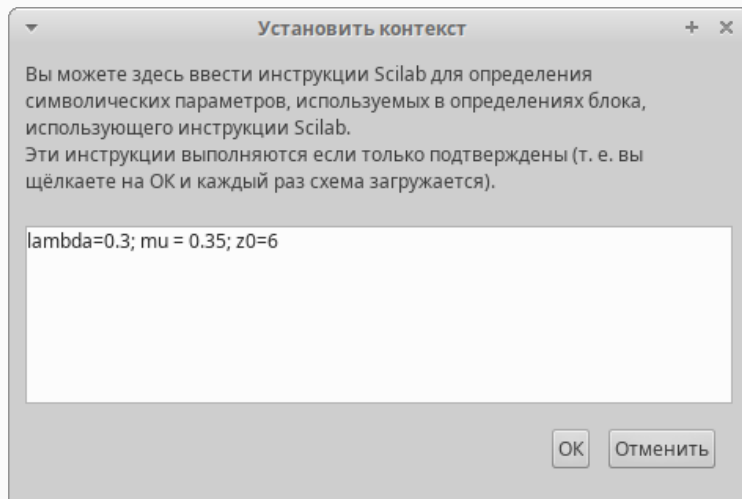 Установить контекст
Вы можете здесь ввести инструкции Scilab для определения
символических параметров, используемых в определениях блока,
использующего инструкции Scilab.
Эти инструкции выполняются если только подтверждены (т. е. вы
щёлкаете на ОК и каждый раз схема загружается).
lambda=0.3; mu = 0.35; z0=6
ОК Отменить